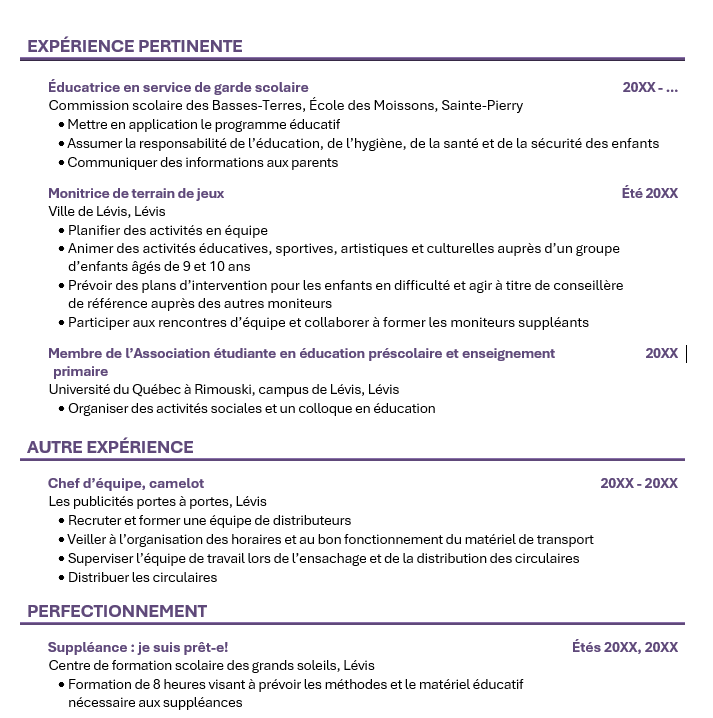 EXPÉRIENCE PERTINENTE
Éducatrice en service de garde scolaire 20XX - ...
Commission scolaire des Basses-Terres, École des Moissons, Sainte-Pierry
• Mettre en application le programme éducatif
• Assumer la responsabilité de l'éducation, de l'hygiène, de la santé et de la sécurité des enfants
• Communiquer des informations aux parents
Monitrice de terrain de jeux Été 20XX
Ville de Lévis, Lévis
• Planifier des activités en équipe
• Animer des activités éducatives, sportives, artistiques et culturelles auprès d'un groupe
d'enfants âgés de 9 et 10 ans
• Prévoir des plans d'intervention pour les enfants en difficulté et agir à titre de conseillère
de référence auprès des autres moniteurs
• Participer aux rencontres d'équipe et collaborer à former les moniteurs suppléants
Membre de l'Association étudiante en éducation préscolaire et enseignement 20XX
primaire
Université du Québec à Rimouski, campus de Lévis, Lévis
• Organiser des activités sociales et un colloque en éducation
AUTRE EXPÉRIENCE
Chef d'équipe, camelot 20XX - 20XX
Les publicités portes à portes, Lévis
• Recruter et former une équipe de distributeurs
• Veiller à l'organisation des horaires et au bon fonctionnement du matériel de transport
• Superviser l'équipe de travail lors de l'ensachage et de la distribution des circulaires
• Distribuer les circulaires
PERFECTIONNEMENT
Suppléance : je suis prêt-e! Étés 20XX, 20XX
Centre de formation scolaire des grands soleils, Lévis
• Formation de 8 heures visant à prévoir les méthodes et le matériel éducatif
nécessaire aux suppléances